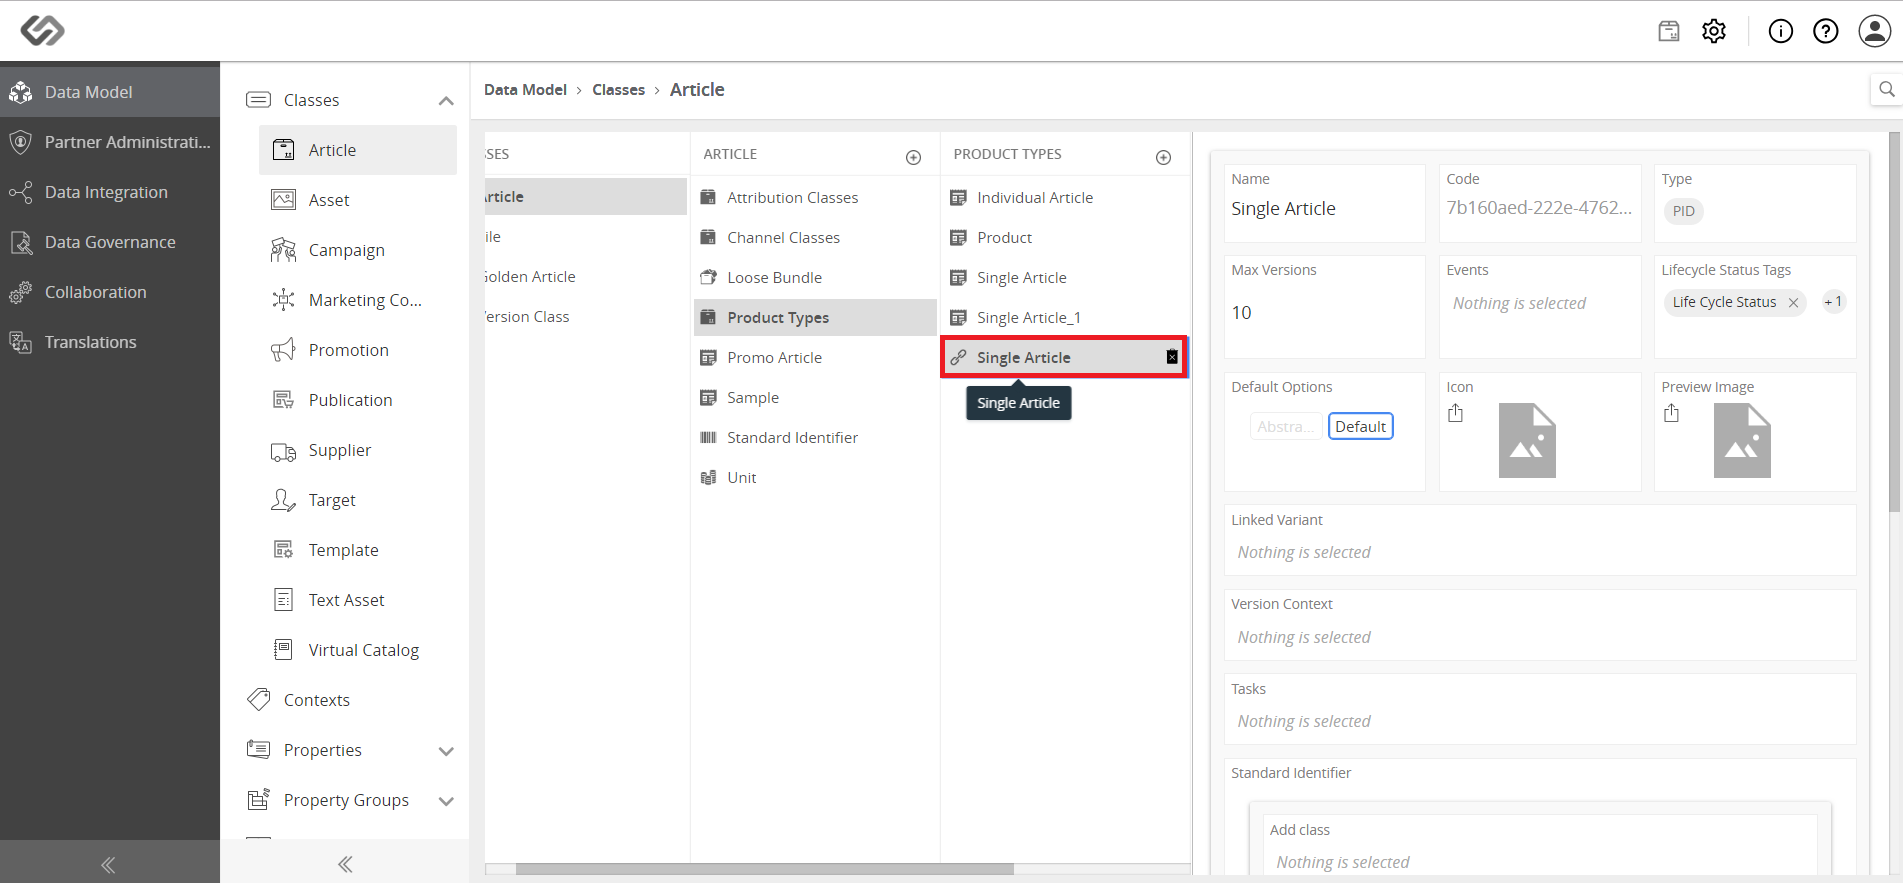 Data Model
Partner Administrati...
Data Integration
Data Governance
Collaboration
Translations
Classes
Article
Asset
Campaign
Marketing Co...
Promotion
Publication
Supplier
Target
Template
Text Asset
Virtual Catalog
Contexts
Properties
Property Groups
Data Model > Classes > Article
SSES
Article
ile
Golden Article
Version Class
ARTICLE
Attribution Classes
Channel Classes
Loose Bundle
Product Types
Promo Article
Sample
Standard Identifier
Unit
PRODUCT TYPES
Individual Article
Product
Single Article
Single Article_1
Single Article
Single Article
Name
Single Article
Code
7b160aed-222e-4762...
Type
PID
Max Versions
10
Events
Nothing is selected
Lifecycle Status Tags
Life Cycle Status
+1
Default Options
Abstra...
Default
Icon
Preview Image
Linked Variant
Nothing is selected
Version Context
Nothing is selected
Tasks
Nothing is selected
Standard Identifier
Add class
Nothing is selected